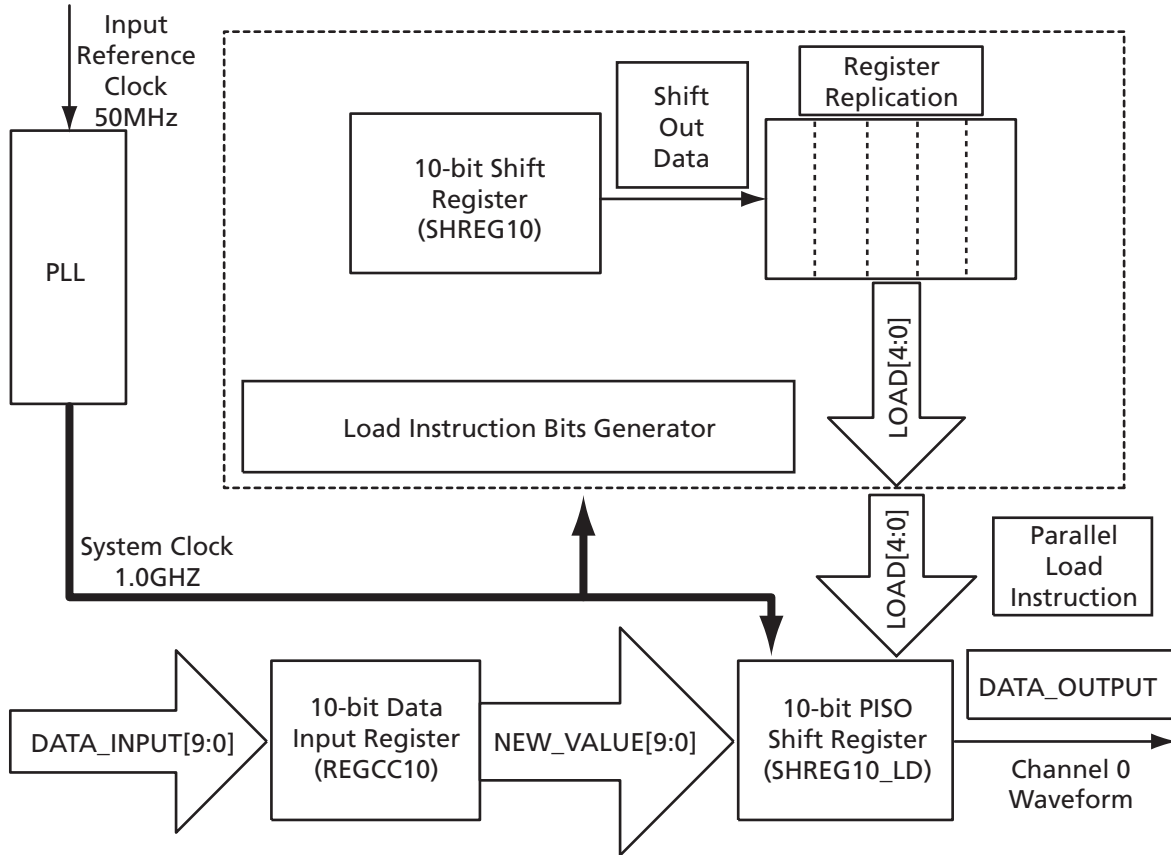 Input
Reference
Clock
50MHz
PLL
10-bit Shift
Register
(SHREG10)
Shift
Out
Data
Register
Replication
LOAD[4:0]
Load Instruction Bits Generator
System Clock
1.0GHZ
LOAD[4:0]
Parallel
Load
Instruction
DATA_INPUT[9:0]
10-bit Data
Input Register
(REGCC10)
NEW_VALUE[9:0]
10-bit PISO
Shift Register
(SHREG10_LD)
DATA_OUTPUT
Channel 0
Waveform